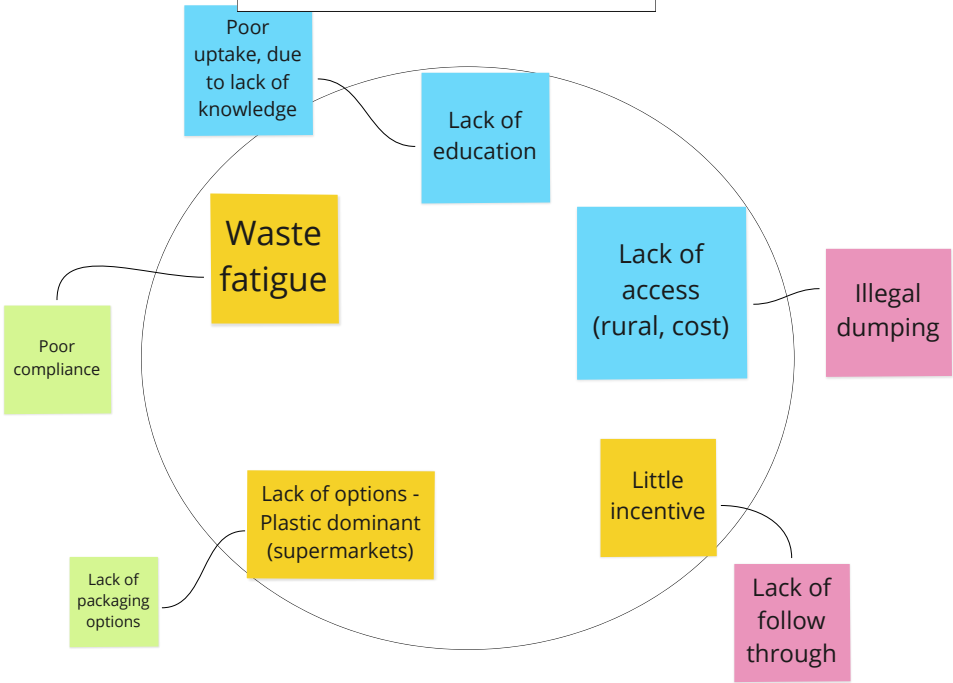 Poor
uptake, due
to lack of
knowledge
Lack of
education
Waste
fatigue
Lack of
access
(rural, cost)
Illegal
dumping
Poor
compliance
Lack of options -
Plastic dominant
(supermarkets)
Little
incentive
Lack of
packaging
options
Lack of
follow
through